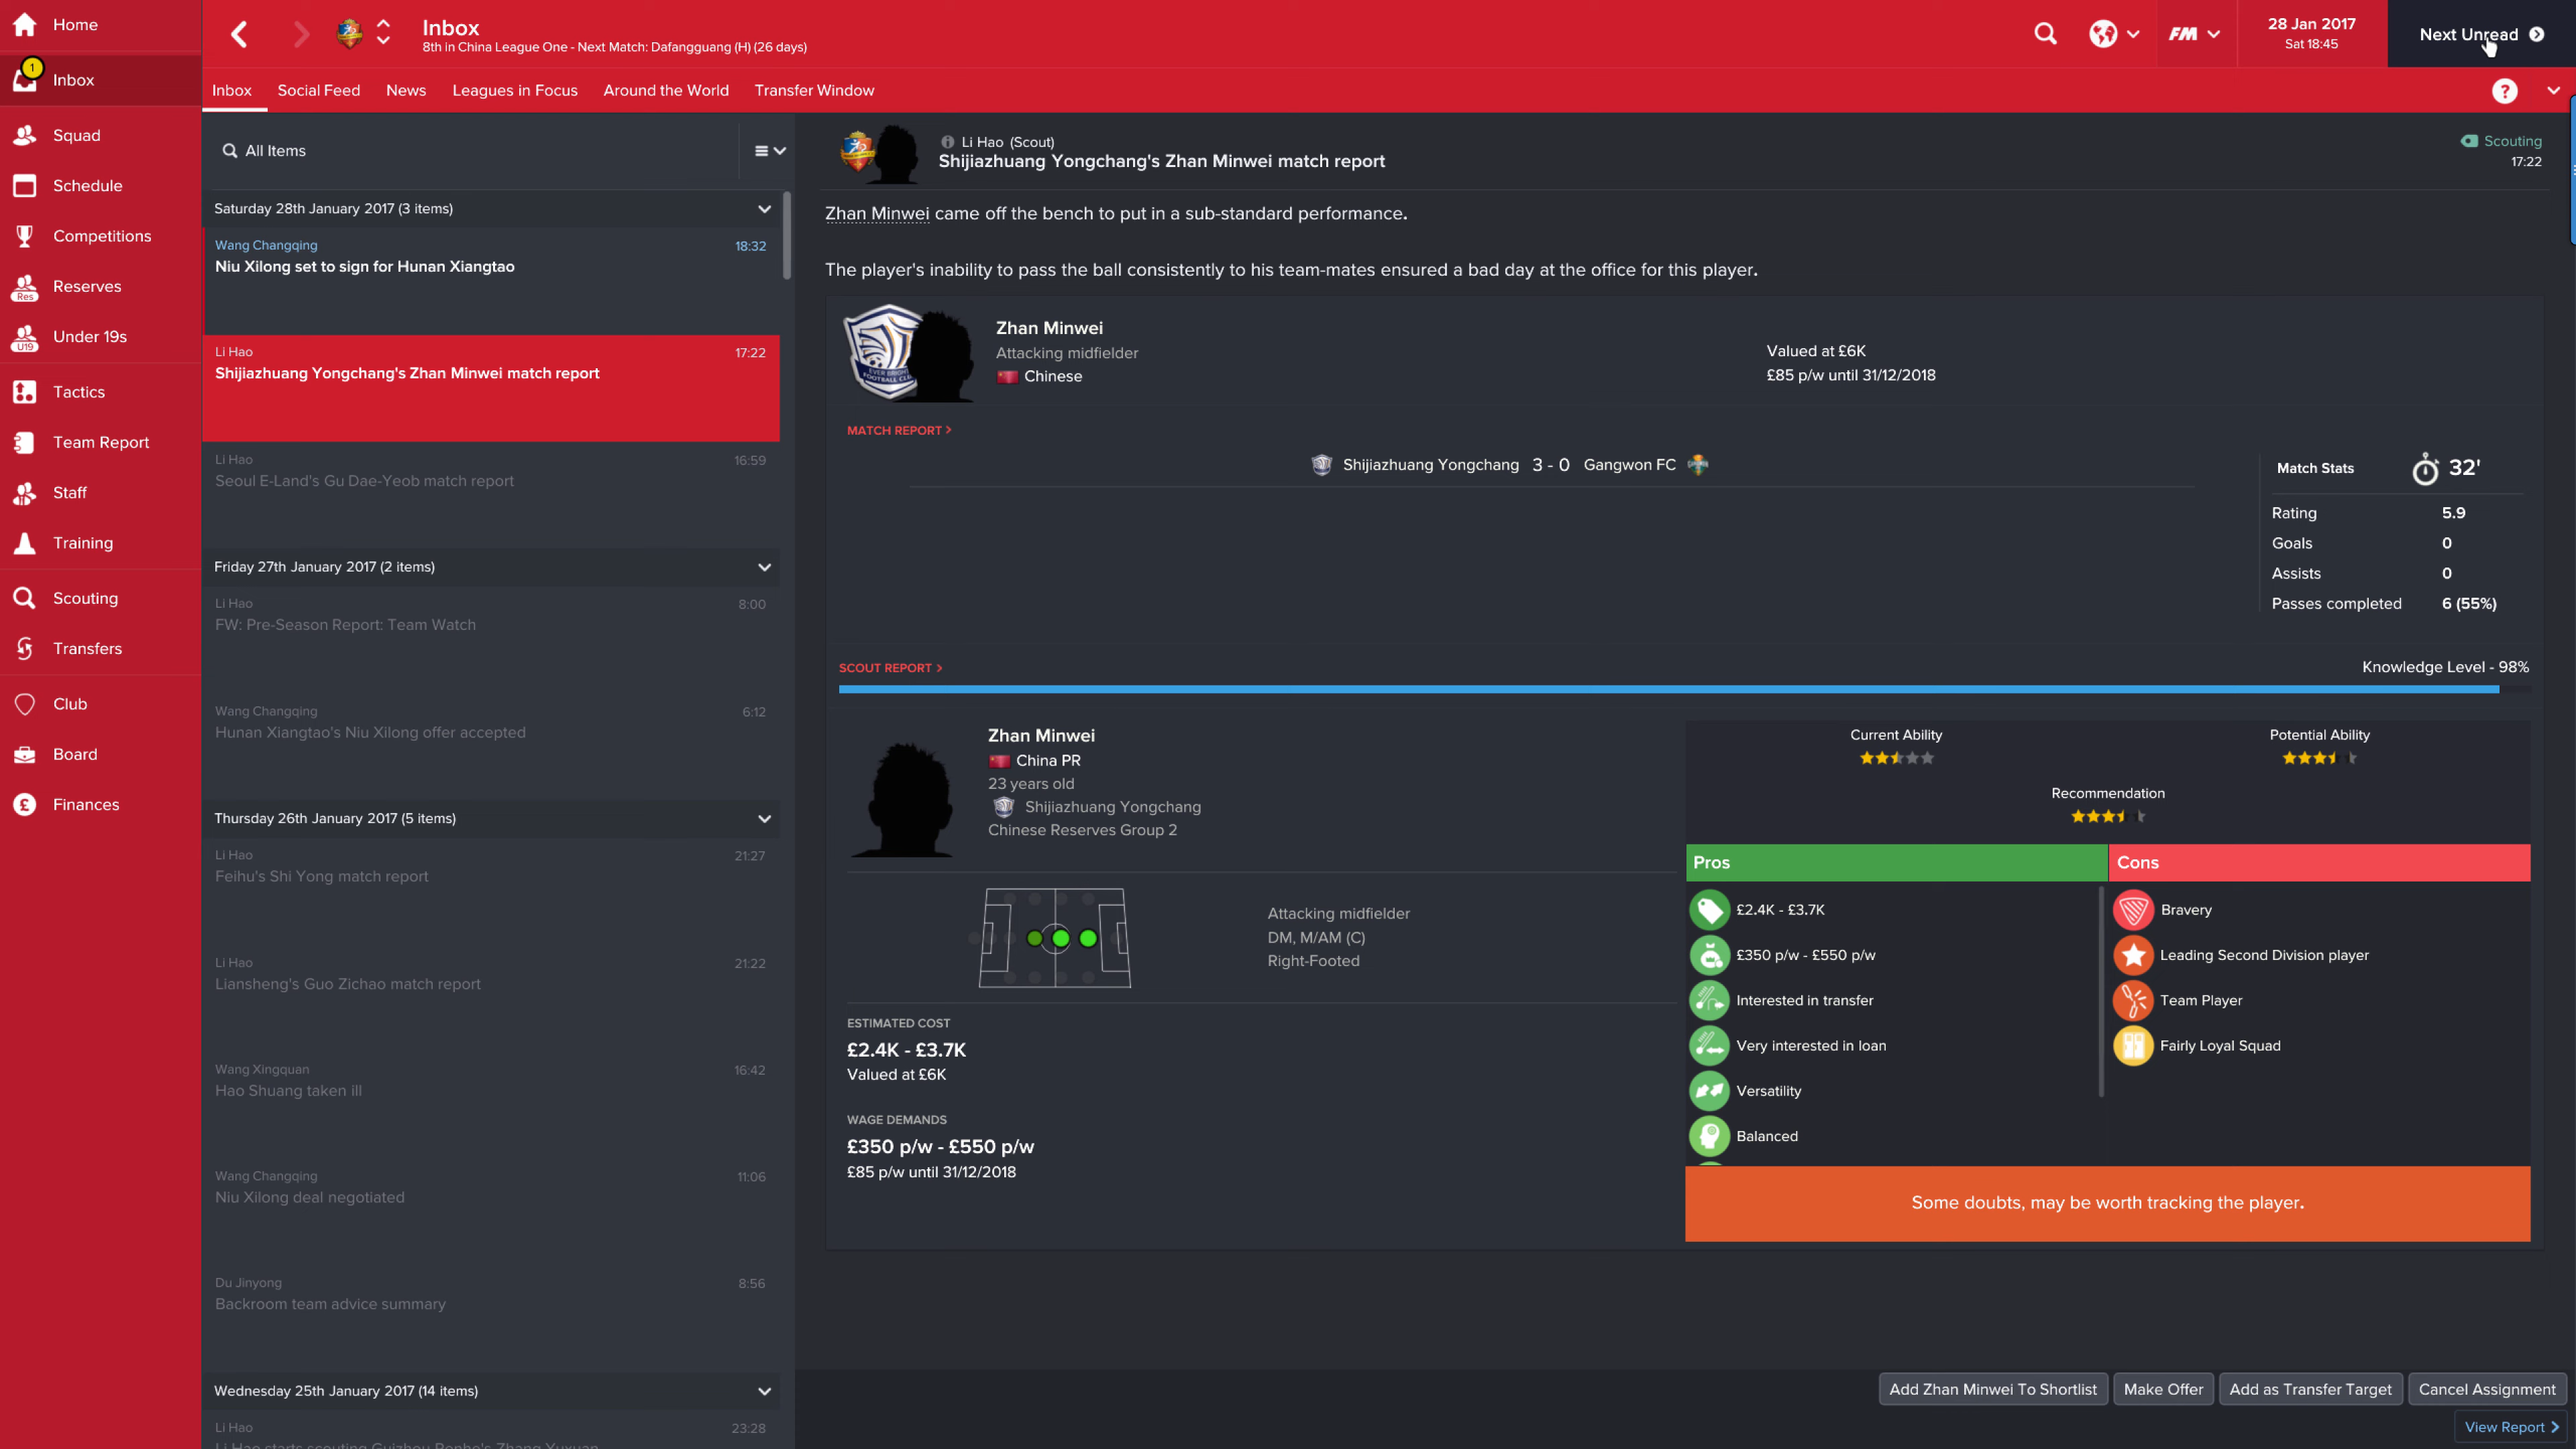 Home
1
Inbox
Squad
Schedule
Competitions
Res
Reserves
U19
Under 19s
Tactics
Team Report
Staff
Training
Scouting
Transfers
Club
Board
£
Finances
Inbox
8th in China League One - Next Match: Dafangguang (H) (26 days)
FM
28 Jan 2017
Sat 18:45
Next Unread
Inbox
Social Feed
News
Leagues in Focus
Around the World
Transfer Window
?
All Items
Saturday 28th January 2017 (3 items)
Wang Changqing
18:32
Niu Xilong set to sign for Hunan Xiangtao
Li Hao
17:22
Shijiazhuang Yongchang's Zhan Minwei match report
Li Hao
16:59
Seoul E-Land's Gu Dae-Yeob match report
Friday 27th January 2017 (2 items)
Li Hao
8:00
FW: Pre-Season Report: Team Watch
Wang Changqing
6:12
Hunan Xiangtao's Niu Xilong offer accepted
Thursday 26th January 2017 (5 items)
Li Hao
21:27
Feihu's Shi Yong match report
Li Hao
21:22
Liansheng's Guo Zichao match report
Wang Xingquan
16:42
Hao Shuang taken ill
Wang Changqing
11:06
Niu Xilong deal negotiated
Du Jinyong
8:56
Backroom team advice summary
Wednesday 25th January 2017 (14 items)
Li Hao
23:28
Li Hao (Scout)
Shijiazhuang Yongchang's Zhan Minwei match report
Scouting
17:22
Zhan Minwei came off the bench to put in a sub-standard performance.
The player's inability to pass the ball consistently to his team-mates ensured a bad day at the office for this player.
Zhan Minwei
Attacking midfielder
Chinese
Valued at £6K
£85 p/w until 31/12/2018
MATCH REPORT >
Shijiazhuang Yongchang 3 - 0 Gangwon FC
Match Stats 32'
Rating 5.9
Goals 0
Assists 0
Passes completed 6 (55%)
SCOUT REPORT >
Knowledge Level - 98%
Zhan Minwei
China PR
23 years old
Shijiazhuang Yongchang
Chinese Reserves Group 2
Attacking midfielder
DM, M/AM (C)
Right-Footed
ESTIMATED COST
£2.4K - £3.7K
Valued at £6K
WAGE DEMANDS
£350 p/w - £550 p/w
£85 p/w until 31/12/2018
Current Ability
Potential Ability
Recommendation
Pros
£2.4K - £3.7K
£350 p/w - £550 p/w
Interested in transfer
Very interested in loan
Versatility
Balanced
Cons
Bravery
Leading Second Division player
Team Player
Fairly Loyal Squad
Some doubts, may be worth tracking the player.
Add Zhan Minwei To Shortlist
Make Offer
Add as Transfer Target
Cancel Assignment
View Report >